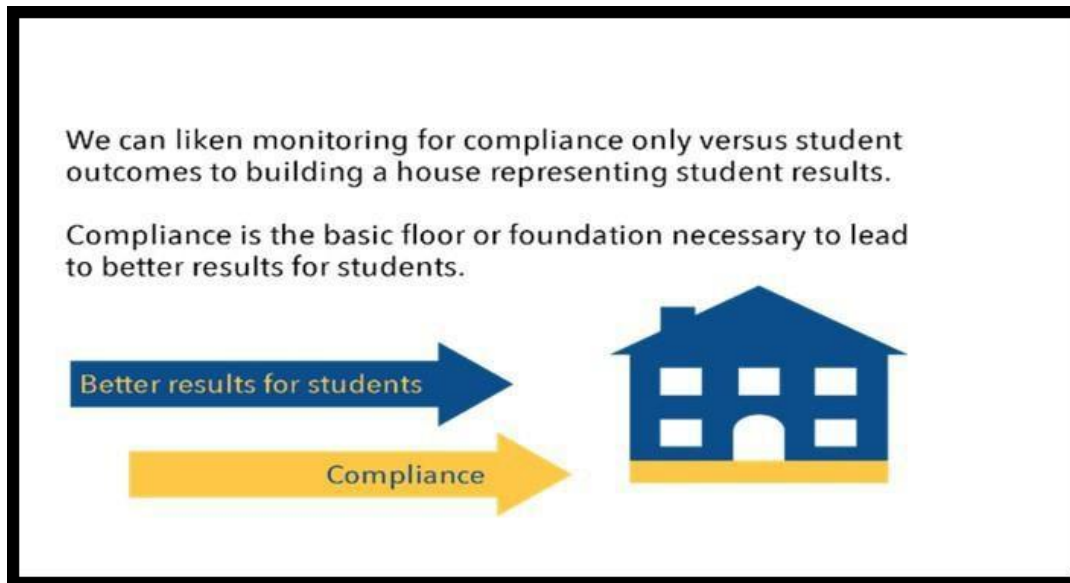 We can liken monitoring for compliance only versus student
outcomes to building a house representing student results.
Compliance is the basic floor or foundation necessary to lead
to better results for students.
Better results for students
Compliance